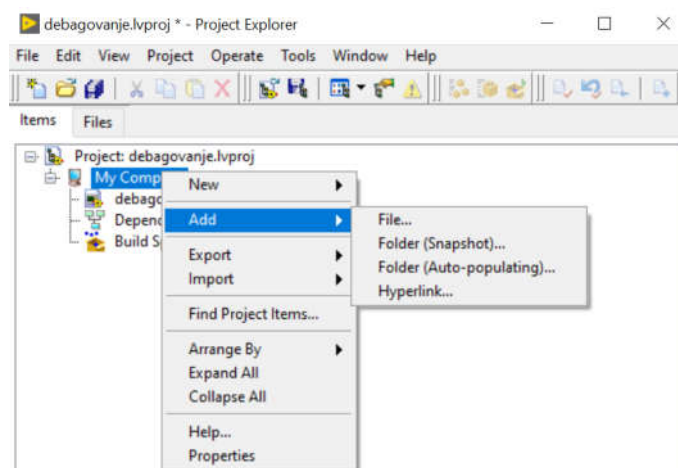 debagovanje.lvproj * - Project Explorer
File Edit View Project Operate Tools Window Help
Items Files
Project: debagovanje.lvproj
My Comp
debago
Depend
Build S
New
Add
Export
Import
Find Project Items...
Arrange By
Expand All
Collapse All
Help...
Properties
File...
Folder (Snapshot)...
Folder (Auto-populating)...
Hyperlink...